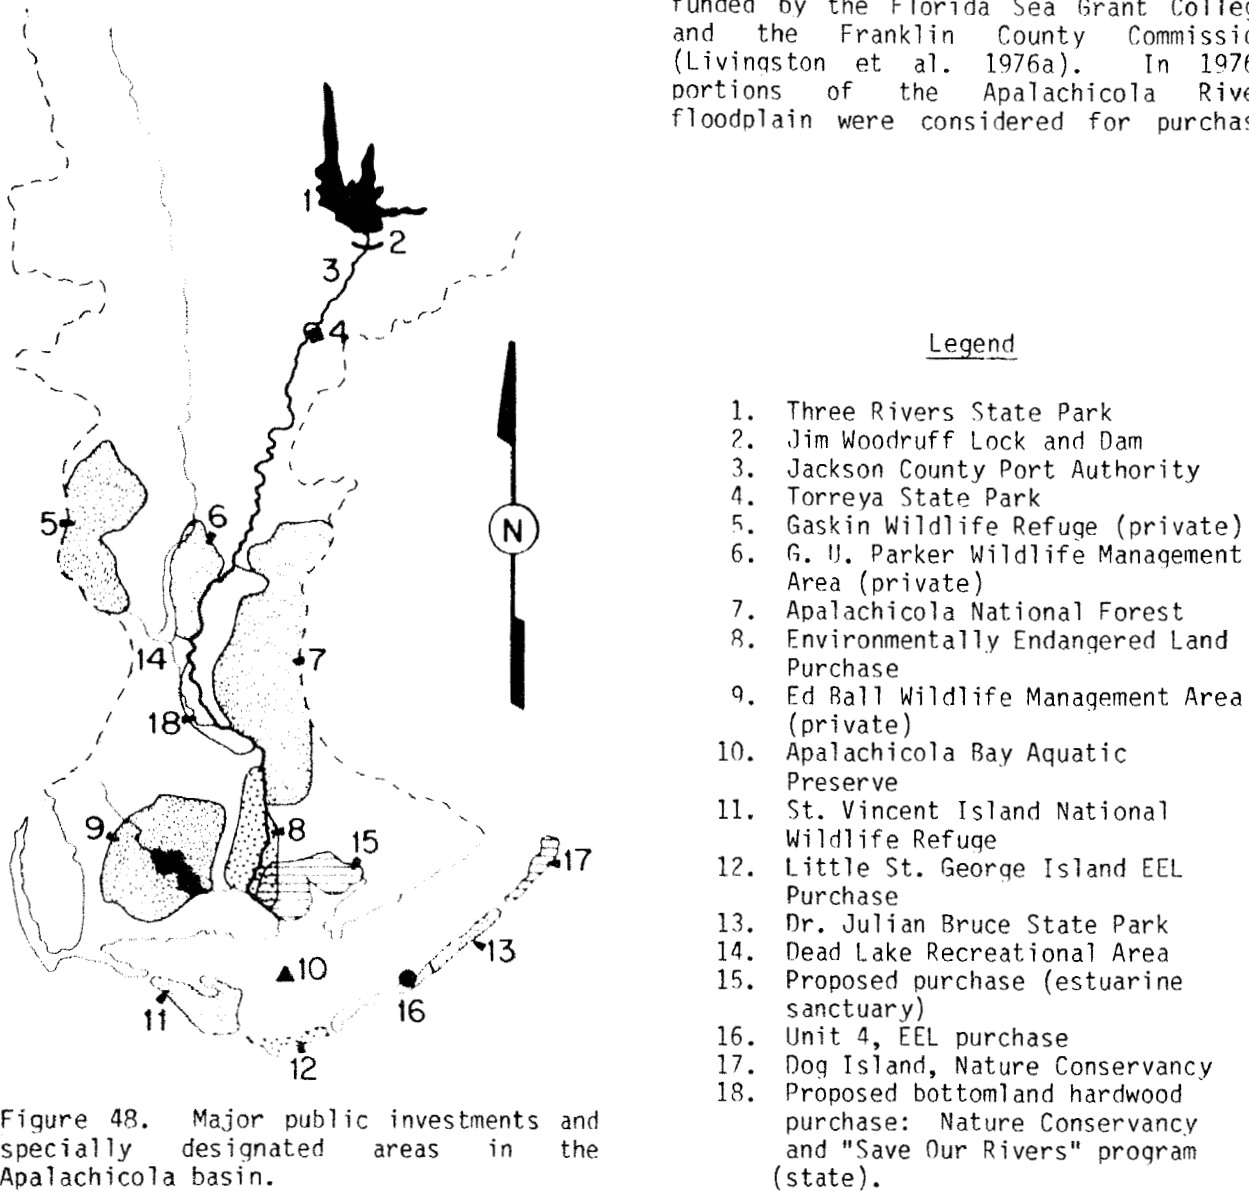 funded by the Florida Sea Grant
and the Franklin County
(Livingston et al. 1976a). In 1976
portions of the Apalachicola
floodplain were considered for
1
2
3
4
5
6
7
14
18
9
8
15
17
13
10
16
11
12
N
Legend
1. Three Rivers State Park
2. Jim Woodruff Lock and Dam
3. Jackson County Port Authority
4. Torreya State Park
5. Gaskin Wildlife Refuge (private)
6. G. U. Parker Wildlife Management
Area (private)
7. Apalachicola National Forest
8. Environmentally Endangered Land
Purchase
9. Ed Ball Wildlife Management Area
(private)
10. Apalachicola Bay Aquatic
Preserve
11. St. Vincent Island National
Wildlife Refuge
12. Little St. George Island EEL
Purchase
13. Dr. Julian Bruce State Park
14. Dead Lake Recreational Area
15. Proposed purchase (estuarine
sanctuary)
16. Unit 4, EEL purchase
17. Dog Island, Nature Conservancy
18. Proposed bottomland hardwood
purchase: Nature Conservancy
and "Save Our Rivers" program
(state).
Figure 48. Major public investments and
specially designated areas in the
Apalachicola basin.